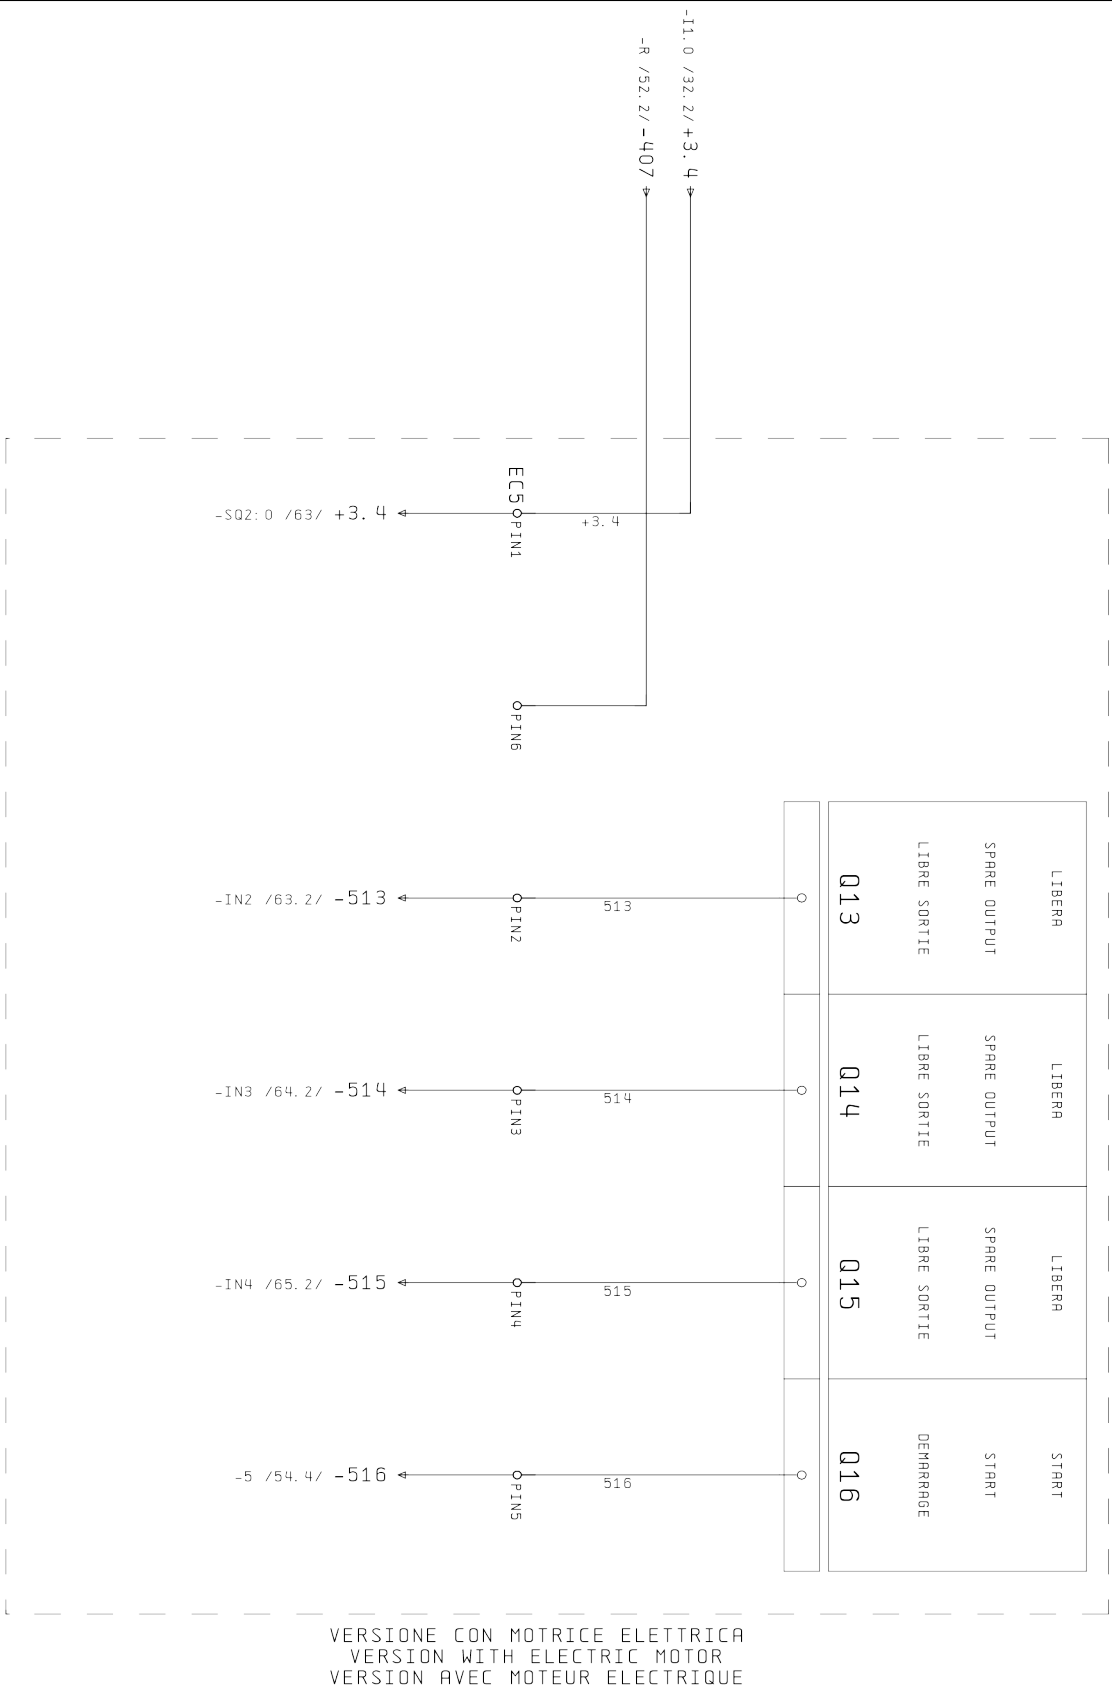 -I1.0 /32.2/ +3.4
-R /52.2/ -407
EC5
-SQ2:0 /63/ +3.4
PIN1
+3.4
PIN6
-IN2 /63.2/ -513
PIN2
513
Q13
LIBRE SORTIE
SPARE OUTPUT
LIBERA
-IN3 /64.2/ -514
PIN3
514
Q14
LIBRE SORTIE
SPARE OUTPUT
LIBERA
-IN4 /65.2/ -515
PIN4
515
Q15
LIBRE SORTIE
SPARE OUTPUT
LIBERA
-5 /54.4/ -516
PIN5
516
Q16
DEMARRAGE
START
START
VERSIONE CON MOTRICE ELETTRICA
VERSION WITH ELECTRIC MOTOR
VERSION AVEC MOTEUR ELECTRIQUE